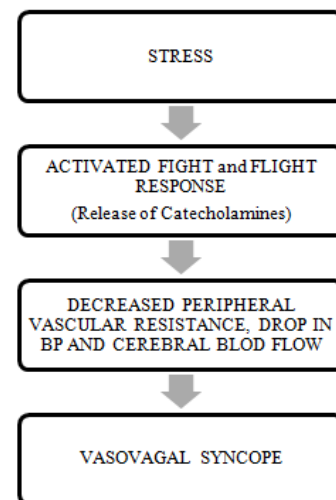 STRESS
ACTIVATED FIGHT and FLIGHT
RESPONSE
(Release of Catecholamines)
DECREASED PERIPHERAL
VASCULAR RESISTANCE, DROP IN
BP AND CEREBRAL BLOD FLOW
VASOVAGAL SYNCOPE